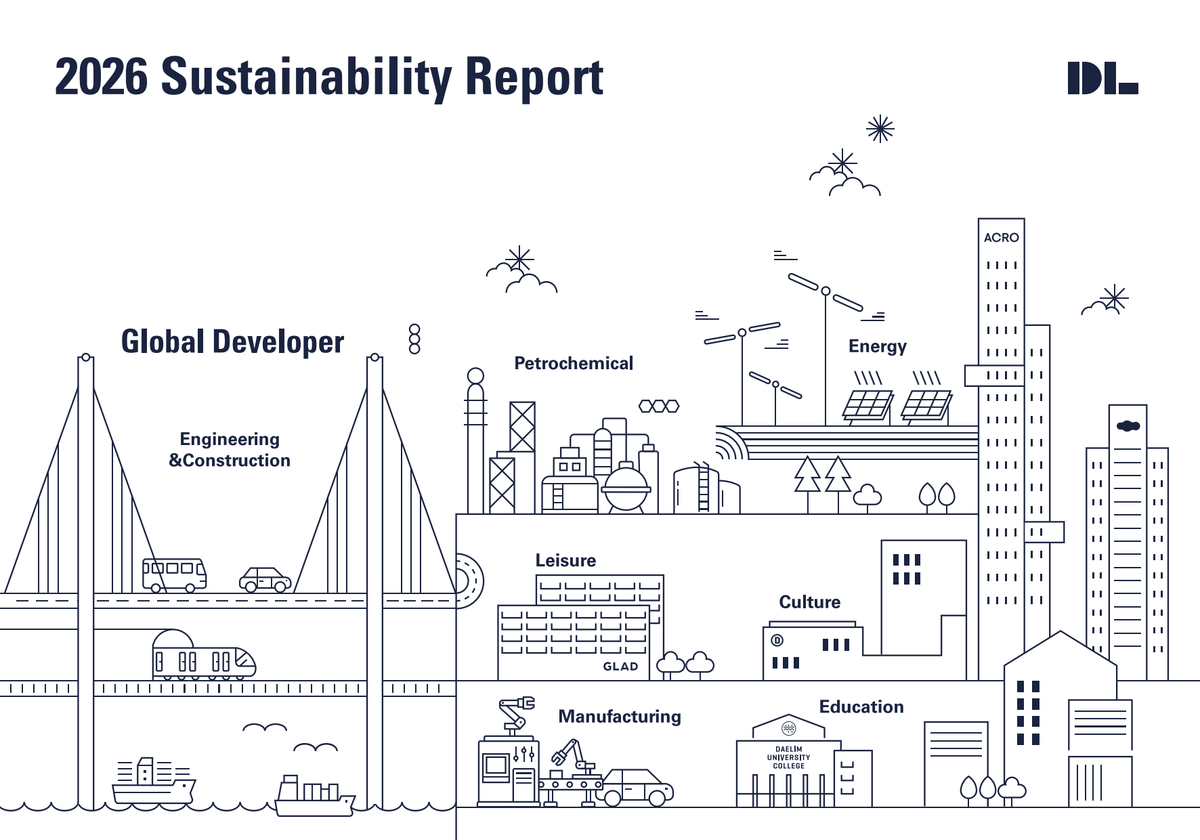 2026 Sustainability Report
DL
ACRO
Global Developer
Energy
Petrochemical
Engineering
&Construction
Leisure
Culture
D
GLAD
Education
Manufacturing
DAELIM
UNIVERSITY
COLLEGE